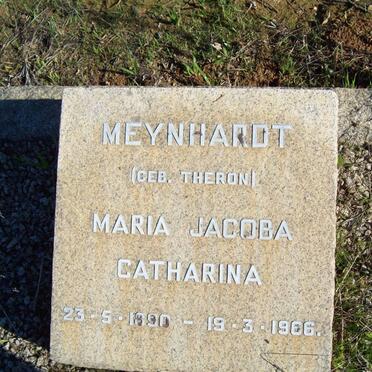 MEYNHARDT
(GEB. THERON)
MARIA JACOBA
CATHARINA
23-5-1890 - 19-3-1966.